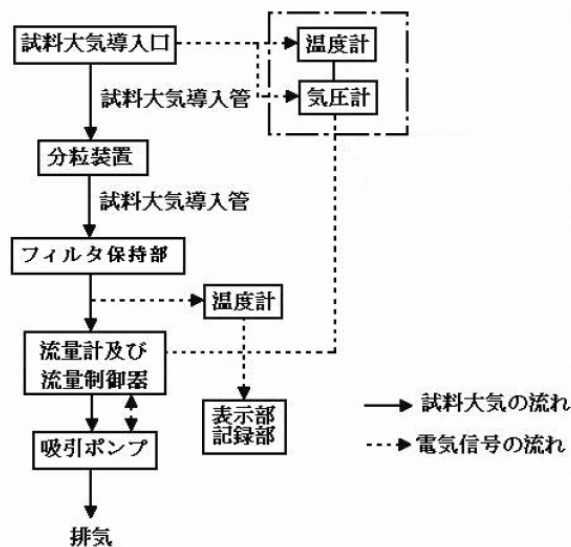 試料大気導入口
温度計
試料大気導入管
気圧計
分粒装置
試料大気導入管
フィルタ保持部
温度計
流量計及び
流量制御器
表示部
記録部
試料大気の流れ
吸引ポンプ
電気信号の流れ
排気